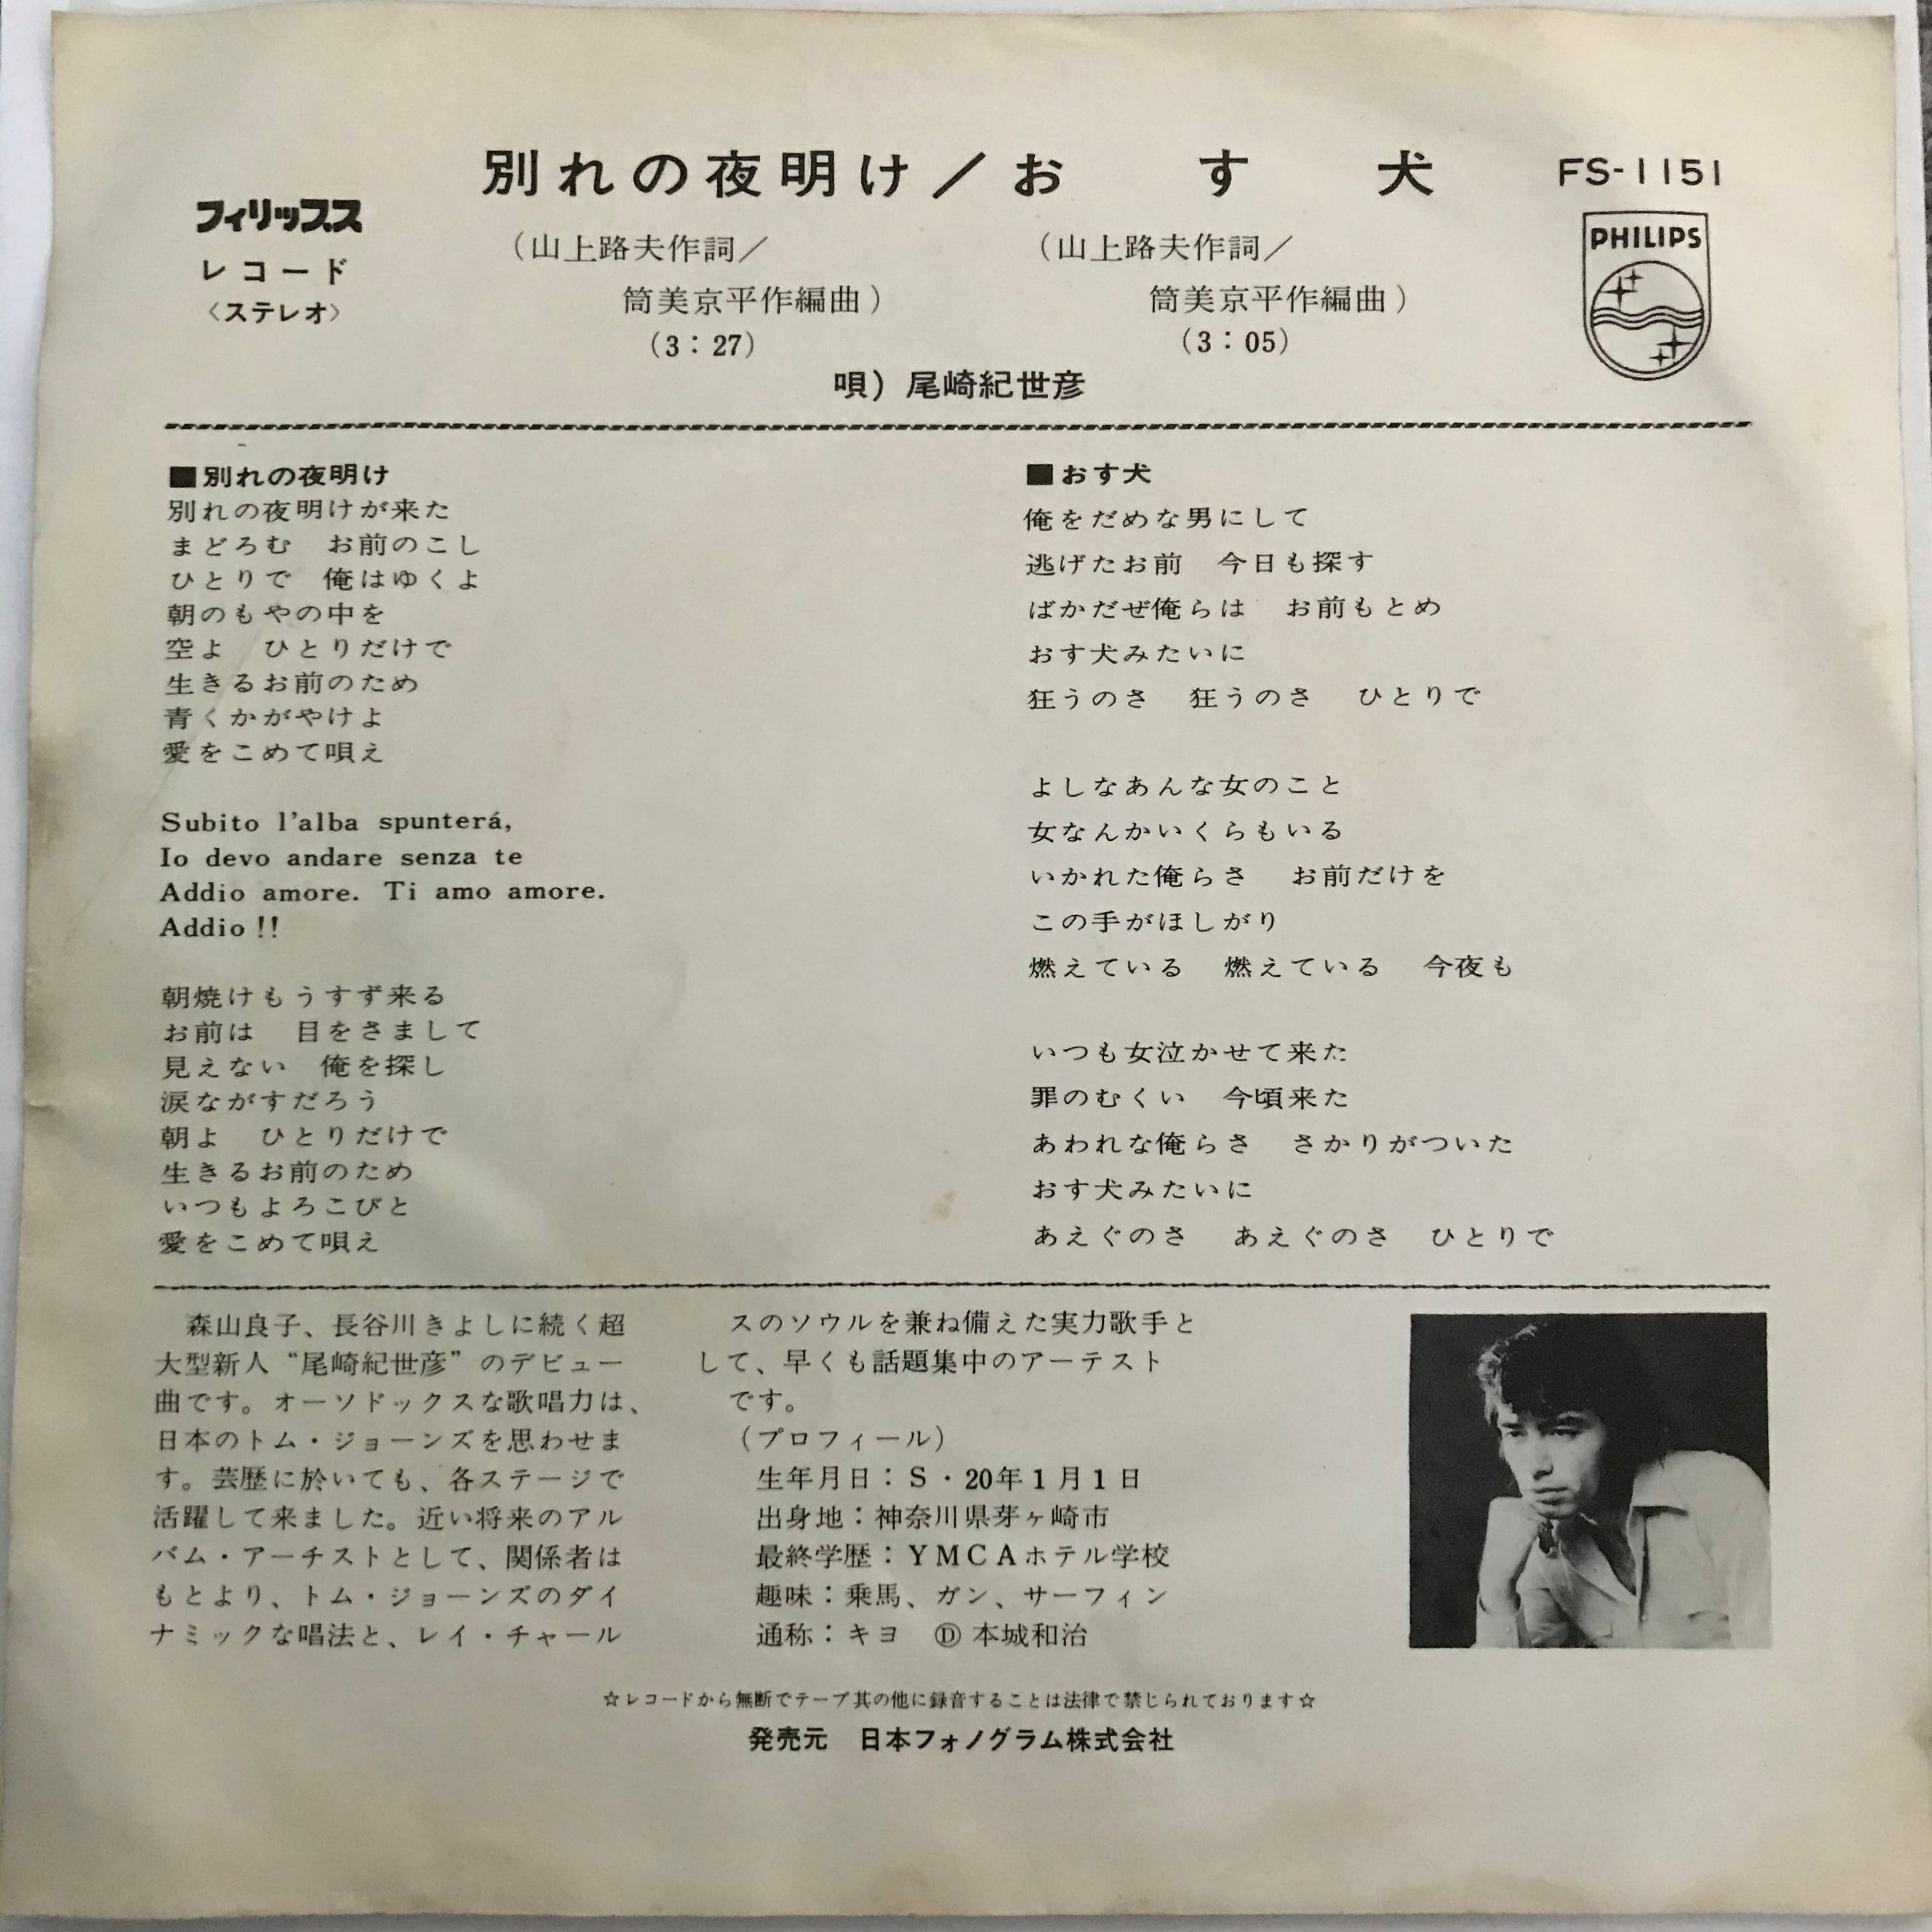 別れの夜明け／おす犬
FS-1151
フィリップス
レコード
〈ステレオ〉
（山上路夫作詞／
筒美京平作編曲）
（3：27）
（山上路夫作詞／
筒美京平作編曲）
（3：05）
PHILIPS
唄）尾崎紀世彦
■別れの夜明け
別れの夜明けが来た
まどろむ　お前のこし
ひとりで　俺はゆくよ
朝のもやの中を
空よ　ひとりだけで
生きるお前のため
青くかがやけよ
愛をこめて唄え
Subito l'alba spunterá,
Io devo andare senza te
Addio amore. Ti amo amore.
Addio !!
朝焼けもうすず来る
お前は　目をさまして
見えない　俺を探し
涙ながすだろう
朝よ　ひとりだけで
生きるお前のため
いつもよろこびと
愛をこめて唄え
■おす犬
俺をだめな男にして
逃げたお前　今日も探す
ばかだぜ俺らは　お前もとめ
おす犬みたいに
狂うのさ　狂うのさ　ひとりで
よしなあんな女のこと
女なんかいくらもいる
いかれた俺らさ　お前だけを
この手がほしがり
燃えている　燃えている　今夜も
いつも女泣かせて来た
罪のむくい　今頃来た
あわれな俺らさ　さかりがついた
おす犬みたいに
あえぐのさ　あえぐのさ　ひとりで
森山良子、長谷川きよしに続く超
大型新人“尾崎紀世彦”のデビュー
曲です。オーソドックスな歌唱力は、
日本のトム・ジョーンズを思わせま
す。芸歴に於いても、各ステージで
活躍して来ました。近い将来のアル
バム・アーチストとして、関係者は
もとより、トム・ジョーンズのダイ
ナミックな唱法と、レイ・チャール
スのソウルを兼ね備えた実力歌手と
して、早くも話題集中のアーテスト
です。
（プロフィール）
生年月日：S・20年1月1日
出身地：神奈川県芽ヶ崎市
最終学歴：YMCAホテル学校
趣味：乗馬、ガン、サーフィン
通称：キヨ　Ⓓ 本城和治
☆レコードから無断でテープ其の他に録音することは法律で禁じられております☆
発売元　日本フォノグラム株式会社